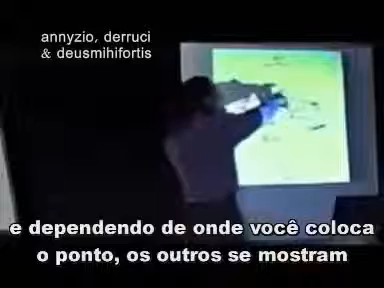 annyzio, derruci
& deusmihifortis
e dependendo de onde você coloca
o ponto, os outros se mostram